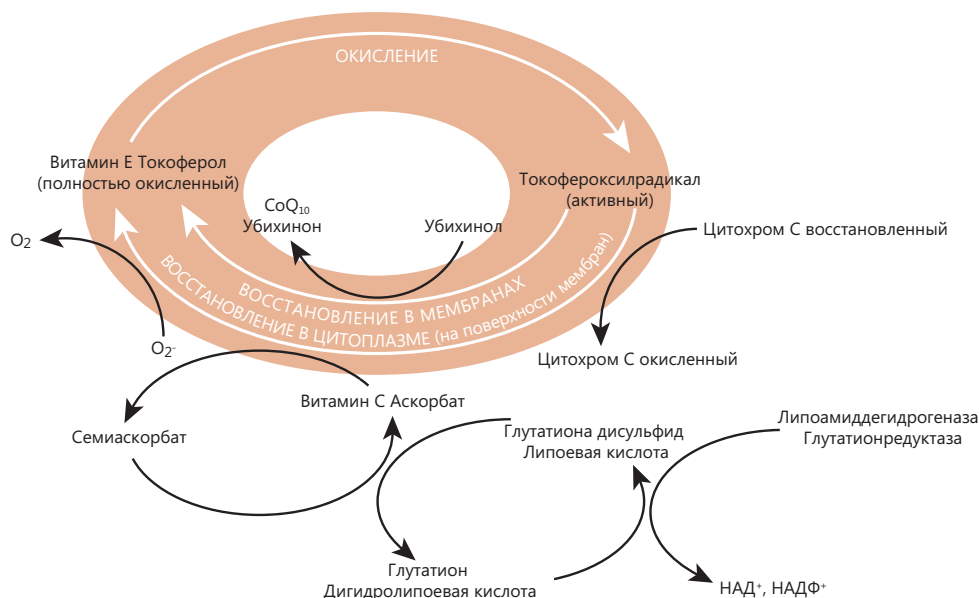 ОКИСЛЕНИЕ
Витамин Е Токоферол
(полностью окисленный)
Токофероксилрадикал
(активный)
CoQ₁₀
Убихинон
Убихинол
O₂
Цитохром С восстановленный
ВОССТАНОВЛЕНИЕ В МЕМБРАНАХ
ВОССТАНОВЛЕНИЕ В ЦИТОПЛАЗМЕ (на поверхности мембран)
O₂-
Цитохром С окисленный
Витамин С Аскорбат
Семиаскорбат
Глутатиона дисульфид
Липоевая кислота
Липоамиддегидрогеназа
Глутатионредуктаза
Глутатион
Дигидролипоевая кислота
НАД⁺, НАДФ⁺